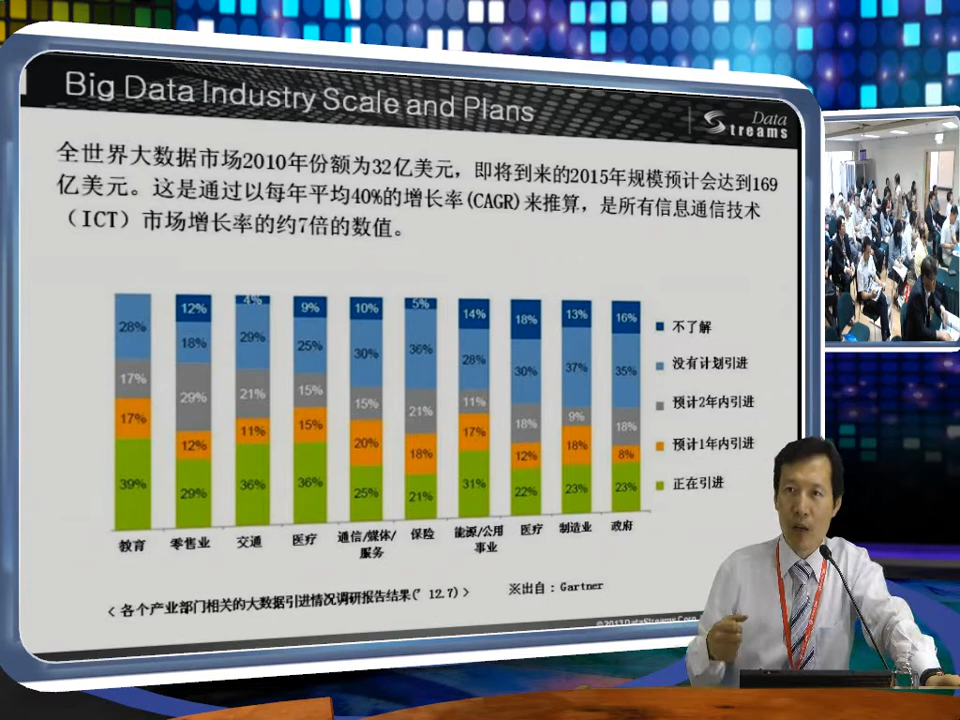 Big Data Industry Scale and Plans
Data
Streams
全世界大数据市场2010年份额为32亿美元，即将到来的2015年规模预计会达到169
亿美元。这是通过以每年平均40%的增长率(CAGR)来推算，是所有信息通信技术
（ICT）市场增长率的约7倍的数值。
12% 4% 9% 10% 5% 14% 18% 13% 16%
28% 18% 29% 25% 30% 36% 28% 30% 37% 35%
17% 29% 21% 15% 15% 21% 11% 18% 9% 18%
17% 12% 11% 15% 20% 18% 17% 12% 18% 8%
39% 29% 36% 36% 25% 21% 31% 22% 23% 23%
不了解
没有计划引进
预计2年内引进
预计1年内引进
正在引进
教育 零售业 交通 医疗 通信/媒体/ 保险 能源/公用 医疗 制造业 政府
服务 事业
< 各个产业部门相关的大数据引进情况调研报告结果(' 12.7) >
※出自：Gartner
©2013 DataStreams Corp.